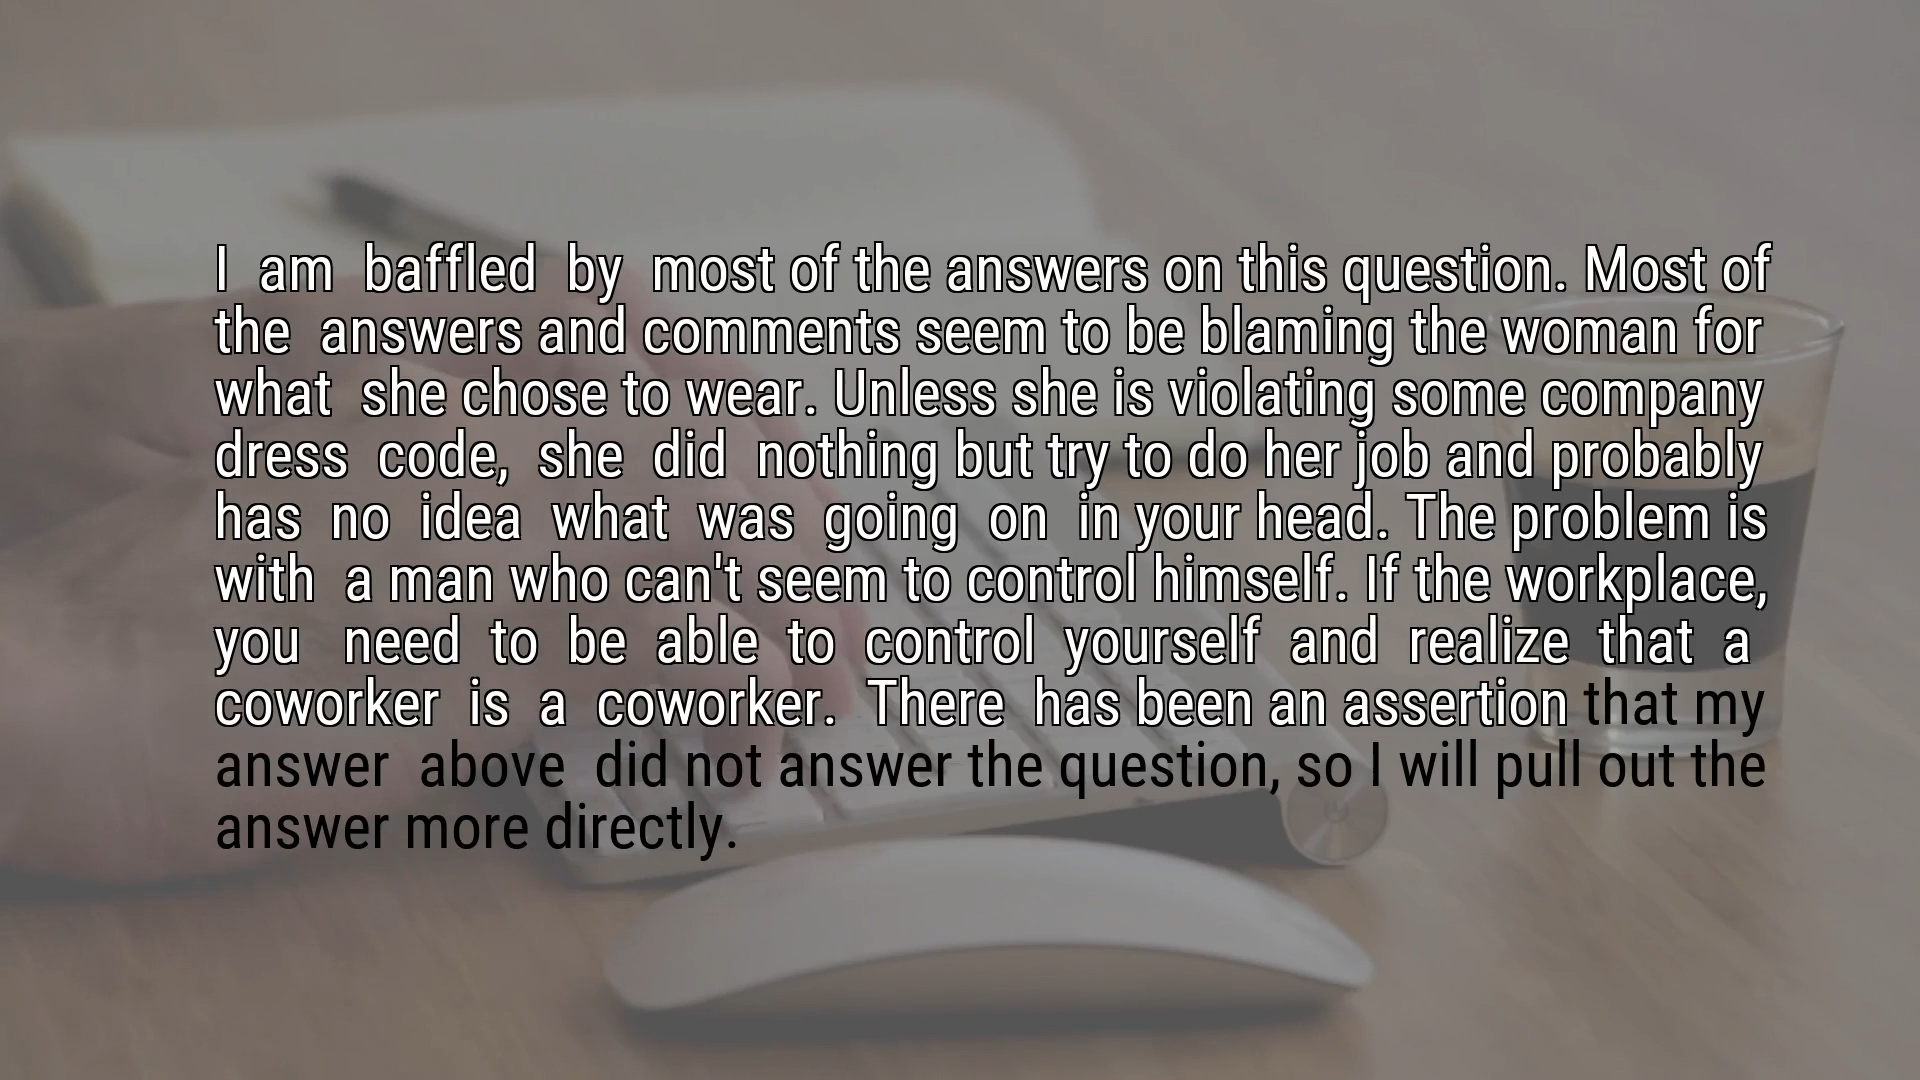 I am baffled by most of the answers on this question. Most of
the answers and comments seem to be blaming the woman for
what she chose to wear. Unless she is violating some company
dress code, she did nothing but try to do her job and probably
has no idea what was going on in your head. The problem is
with a man who can't seem to control himself. If the workplace,
you need to be able to control yourself and realize that a
coworker is a coworker. There has been an assertion that my
answer above did not answer the question, so I will pull out the
answer more directly.